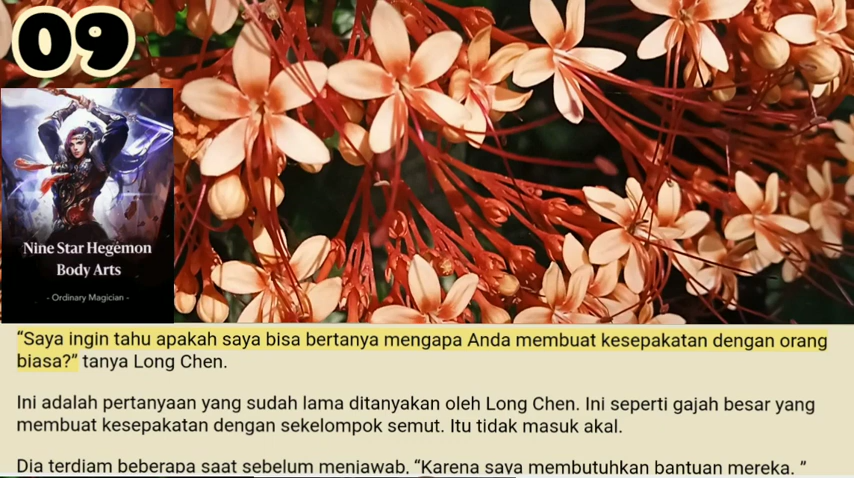 09
Nine Star Hegemon
Body Arts
- Ordinary Magician -
“Saya ingin tahu apakah saya bisa bertanya mengapa Anda membuat kesepakatan dengan orang
biasa?” tanya Long Chen.
Ini adalah pertanyaan yang sudah lama ditanyakan oleh Long Chen. Ini seperti gajah besar yang
membuat kesepakatan dengan sekelompok semut. Itu tidak masuk akal.
Dia terdiam beberapa saat sebelum menjawab, “Karena saya membutuhkan bantuan mereka. ”